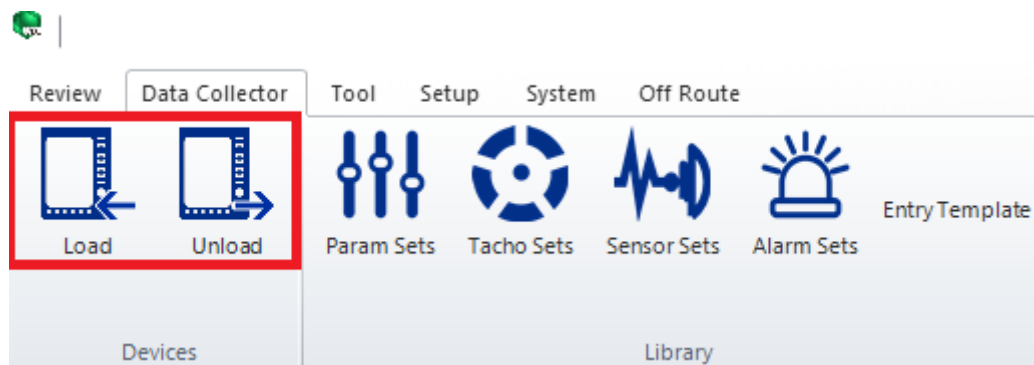 Review Data Collector Tool Setup System Off Route
Load Unload Param Sets Tacho Sets Sensor Sets Alarm Sets Entry Template
Devices Library